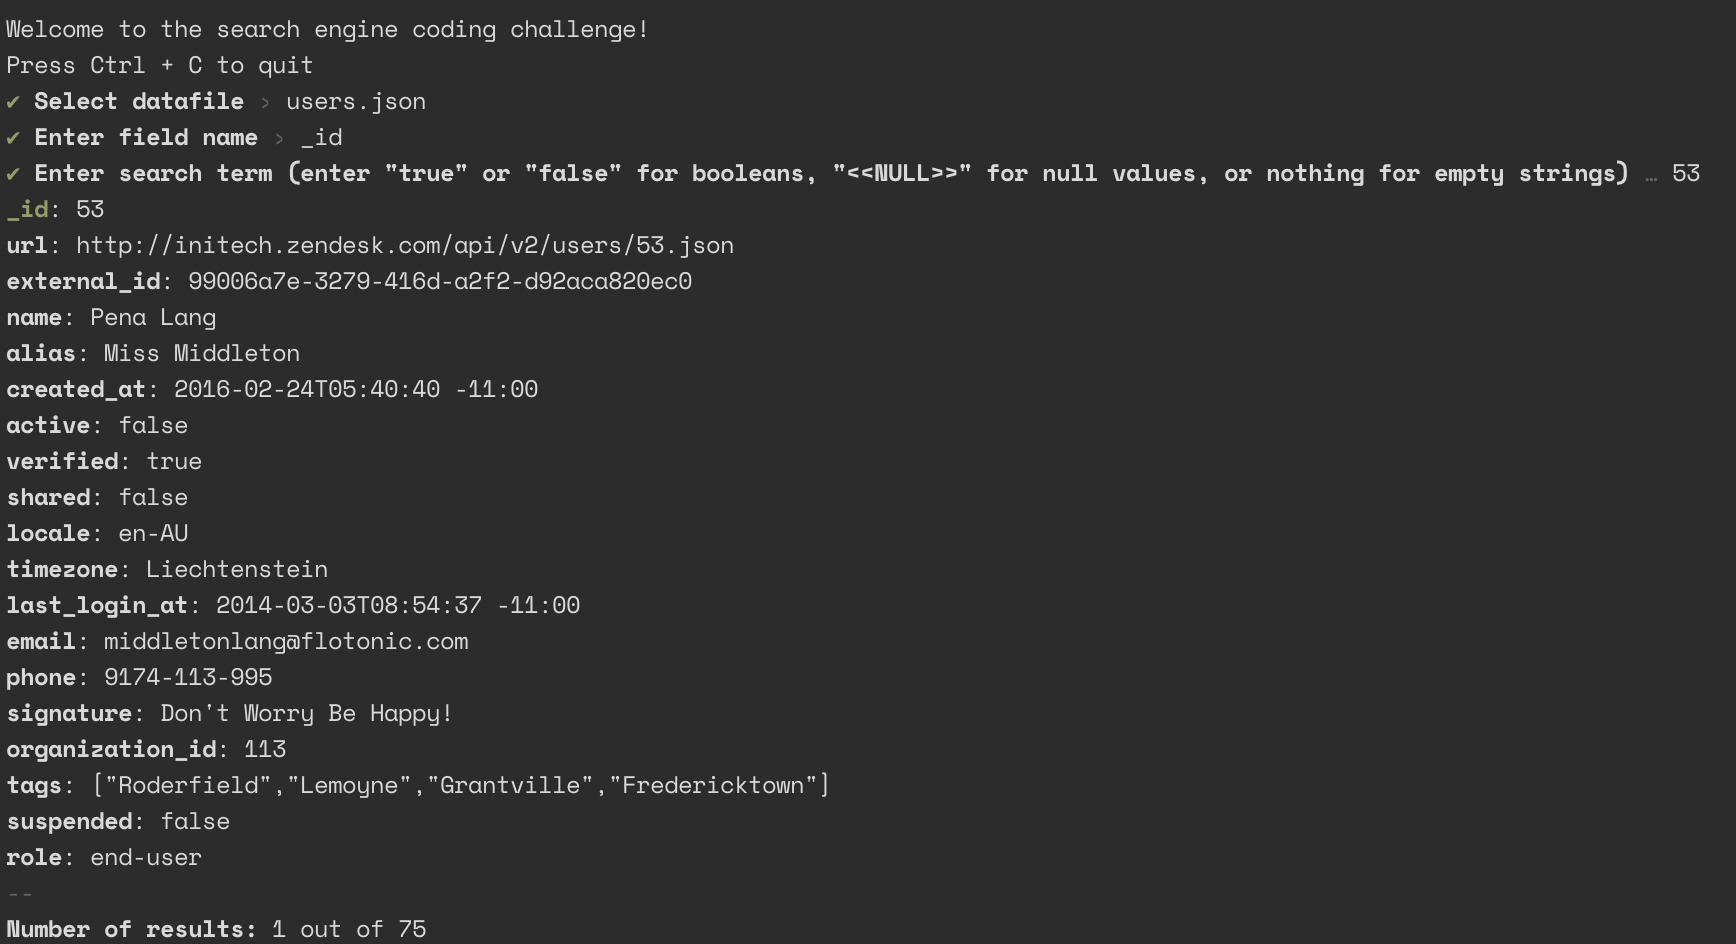 Welcome to the search engine coding challenge!
Press Ctrl + C to quit
✔ Select datafile › users.json
✔ Enter field name › _id
✔ Enter search term (enter "true" or "false" for booleans, "<<NULL>>" for null values, or nothing for empty strings) … 53
_id: 53
url: http://initech.zendesk.com/api/v2/users/53.json
external_id: 99006a7e-3279-416d-a2f2-d92aca820ec0
name: Pena Lang
alias: Miss Middleton
created_at: 2016-02-24T05:40:40 -11:00
active: false
verified: true
shared: false
locale: en-AU
timezone: Liechtenstein
last_login_at: 2014-03-03T08:54:37 -11:00
email: middletonlang@flotonic.com
phone: 9174-113-995
signature: Don't Worry Be Happy!
organization_id: 113
tags: ["Roderfield","Lemoyne","Grantville","Fredericktown"]
suspended: false
role: end-user
--
Number of results: 1 out of 75